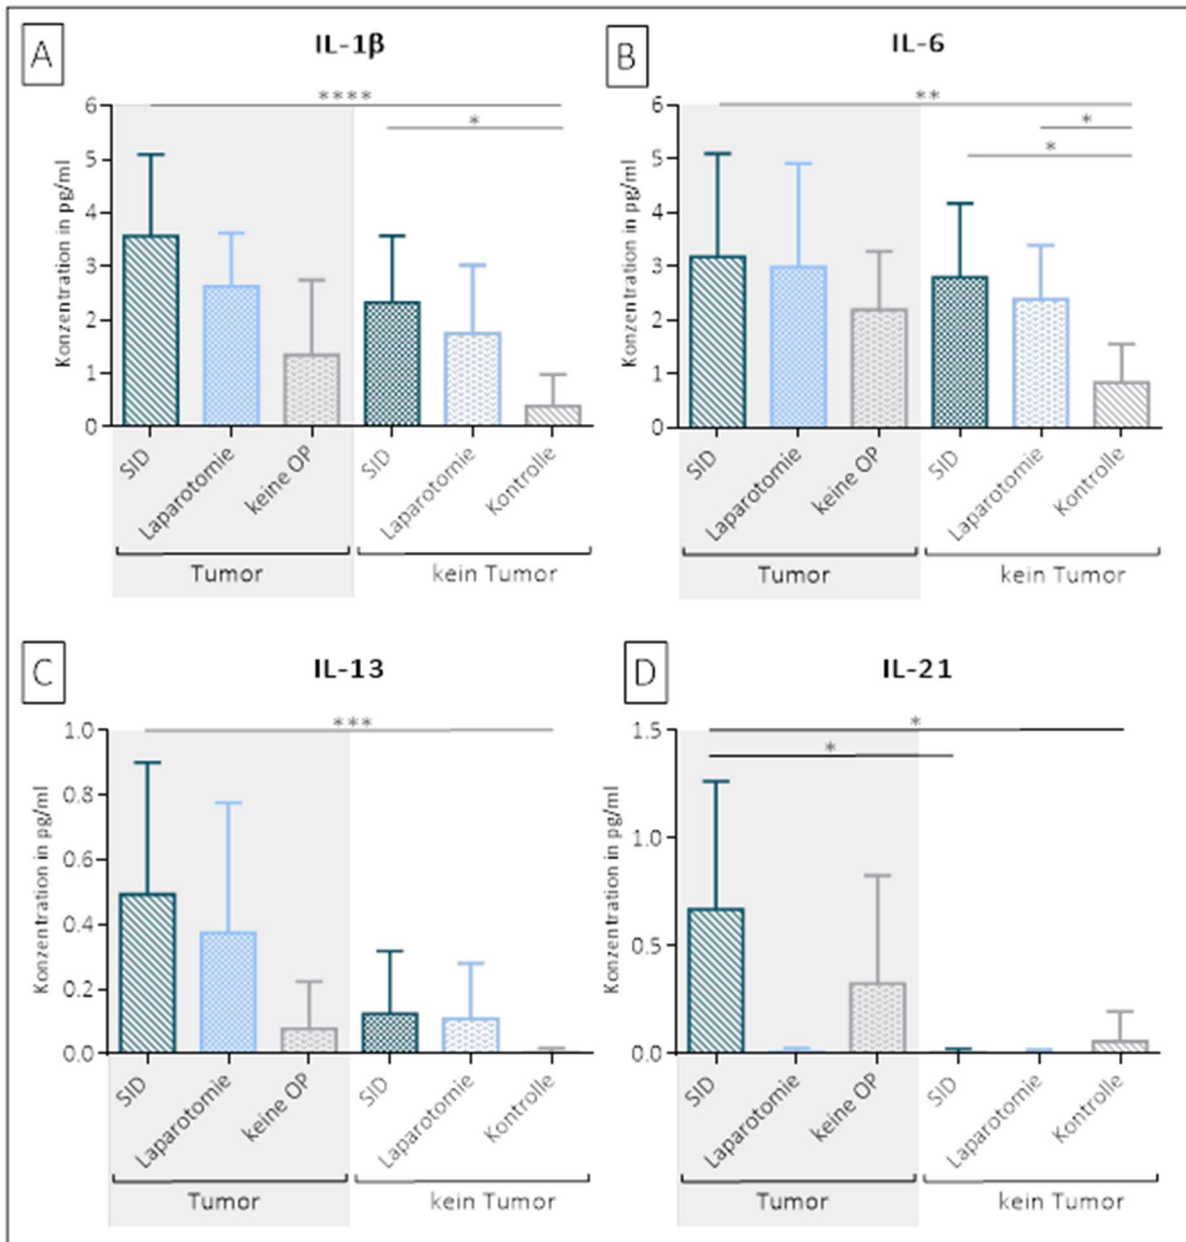 A
IL-1β
****
*
Konzentration in pg/ml
6
5
4
3
2
1
0
SID
Laparotomie
keine OP
SID
Laparotomie
Kontrolle
Tumor
kein Tumor
B
IL-6
**
*
*
Konzentration in pg/ml
6
5
4
3
2
1
0
SID
Laparotomie
keine OP
SID
Laparotomie
Kontrolle
Tumor
kein Tumor
C
IL-13
***
Konzentration in pg/ml
1.0
0.8
0.6
0.4
0.2
0.0
SID
Laparotomie
keine OP
SID
Laparotomie
Kontrolle
Tumor
kein Tumor
D
IL-21
*
*
Konzentration in pg/ml
1.5
1.0
0.5
0.0
SID
Laparotomie
keine OP
SID
Laparotomie
Kontrolle
Tumor
kein Tumor